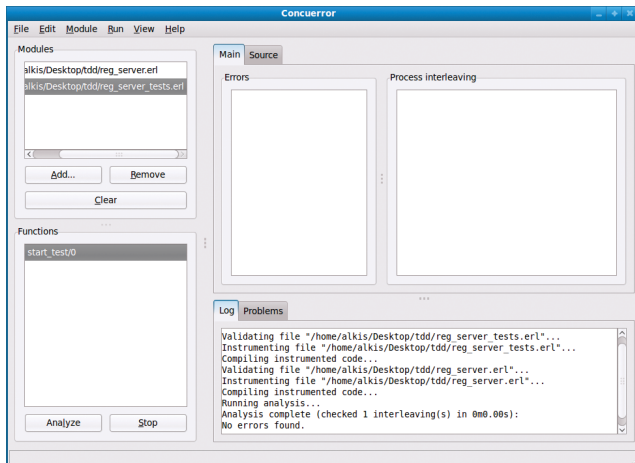 Concuerror
File Edit Module Run View Help
Modules
alkis/Desktop/tdd/reg_server.erl
alkis/Desktop/tdd/reg_server_tests.erl
Add... Remove
Clear
Functions
start_test/0
Analyze Stop
Main Source
Errors
Process interleaving
Log Problems
Validating file "/home/alkis/Desktop/tdd/reg_server_tests.erl"...
Instrumenting file "/home/alkis/Desktop/tdd/reg_server_tests.erl"...
Compiling instrumented code...
Validating file "/home/alkis/Desktop/tdd/reg_server.erl"...
Instrumenting file "/home/alkis/Desktop/tdd/reg_server.erl"...
Compiling instrumented code...
Running analysis...
Analysis complete (checked 1 interleaving(s) in 0m0.00s):
No errors found.